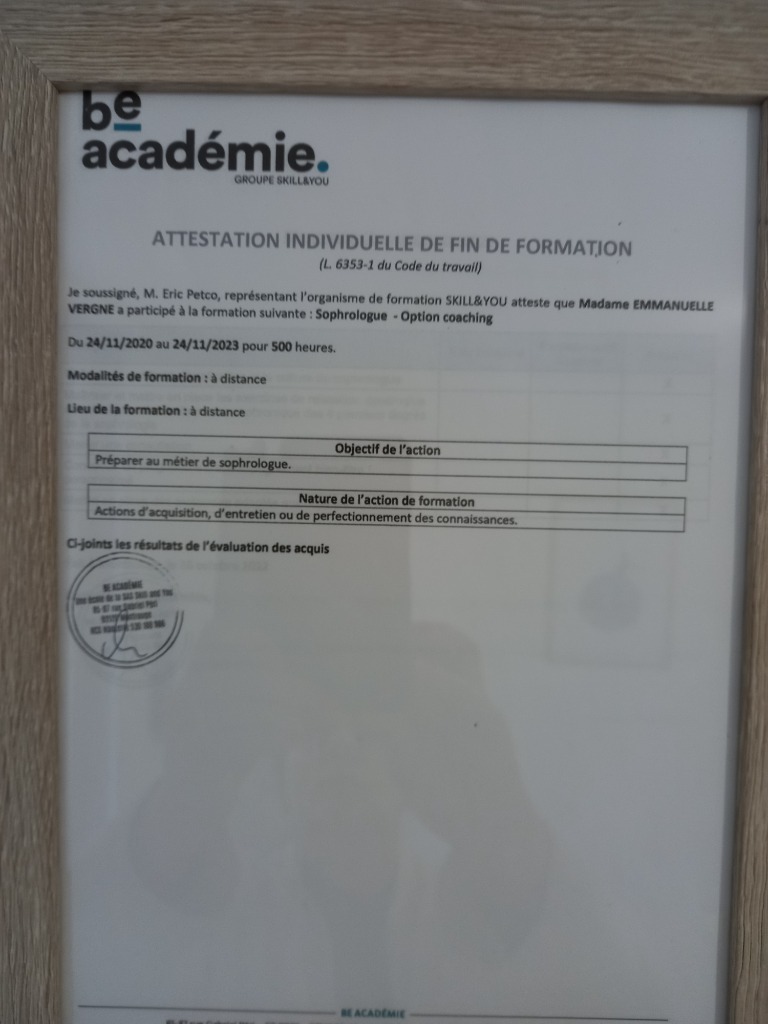 be
académie.
GROUPE SKILL&YOU
ATTESTATION INDIVIDUELLE DE FIN DE FORMATION
(L. 6353-1 du Code du travail)
Je soussigné, M. Eric Petco, représentant l'organisme de formation SKILL&YOU atteste que Madame EMMANUELLE
VERGNE a participé à la formation suivante : Sophrologue - Option coaching
Du 24/11/2020 au 24/11/2023 pour 500 heures.
Modalités de formation : à distance
Lieu de la formation : à distance
Objectif de l'action
Préparer au métier de sophrologue.
Nature de l'action de formation
Actions d'acquisition, d'entretien ou de perfectionnement des connaissances.
Ci-joints les résultats de l'évaluation des acquis
BE ACADÉMIE
BE ACADÉMIE